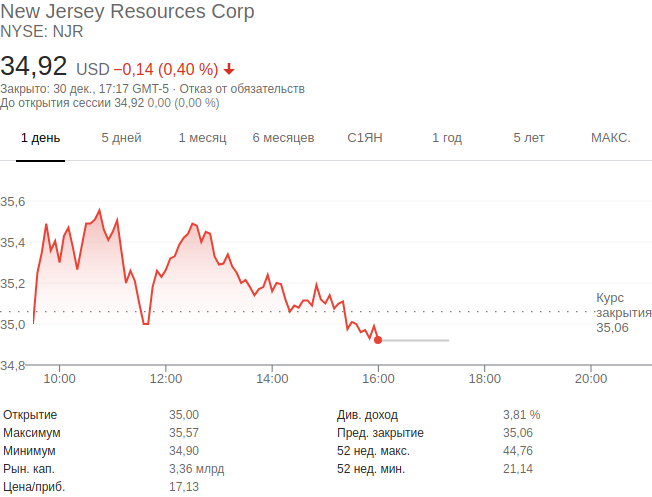 New Jersey Resources Corp
NYSE: NJR
34,92 USD −0,14 (0,40 %)
Закрыто: 30 дек., 17:17 GMT-5 · Отказ от обязательств
До открытия сессии 34,92 0,00 (0,00 %)
1 день 5 дней 1 месяц 6 месяцев С1ЯН 1 год 5 лет МАКС.
35,6
35,4
35,2
Курс
закрытия
35,06
35,0
34,8
10:00 12:00 14:00 16:00 18:00 20:00
Открытие 35,00 Див. доход 3,81 %
Максимум 35,57 Пред. закрытие 35,06
Минимум 34,90 52 нед. макс. 44,76
Рын. кап. 3,36 млрд 52 нед. мин. 21,14
Цена/приб. 17,13